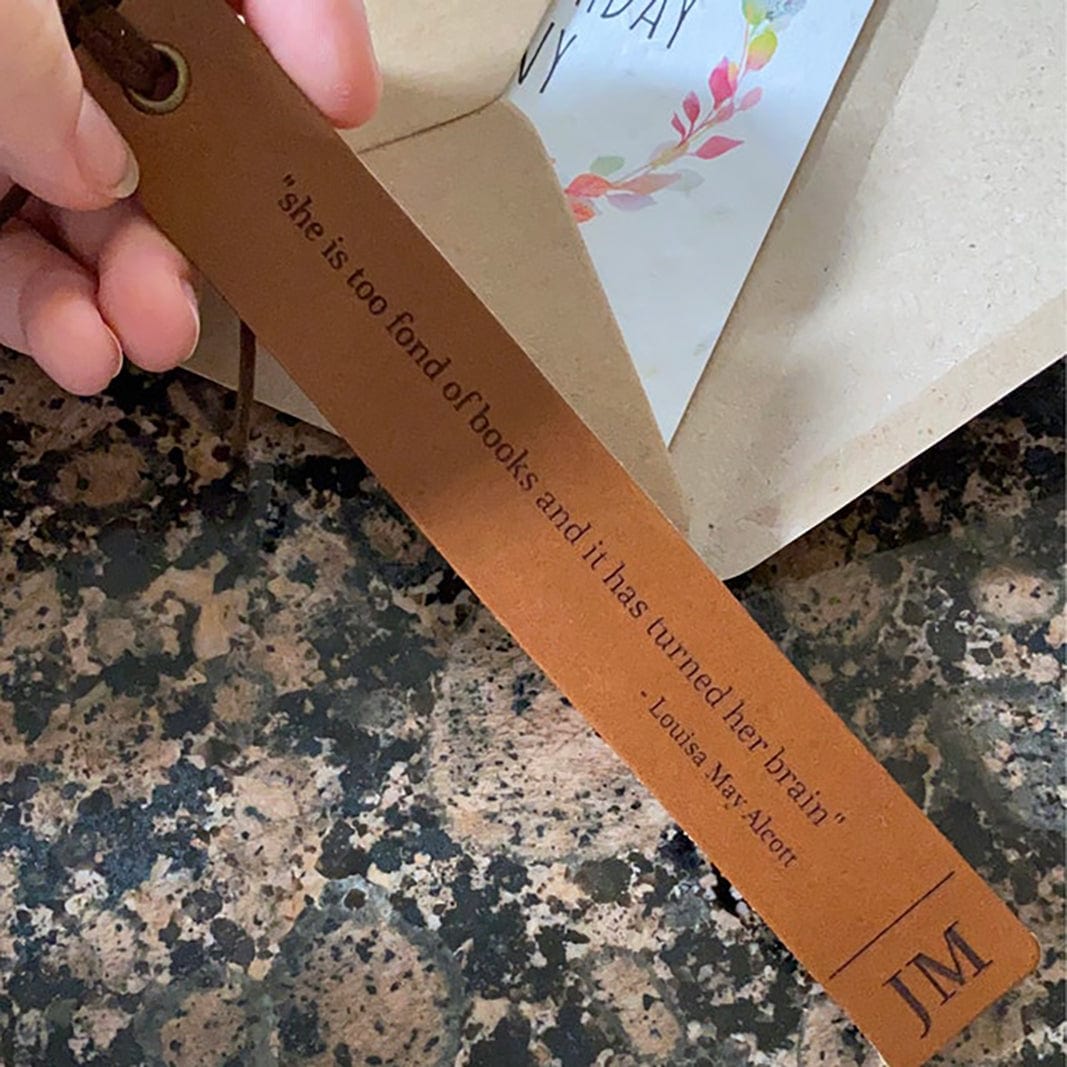 "she is too fond of books and it has turned her brain"
- Louisa May Alcott
JM